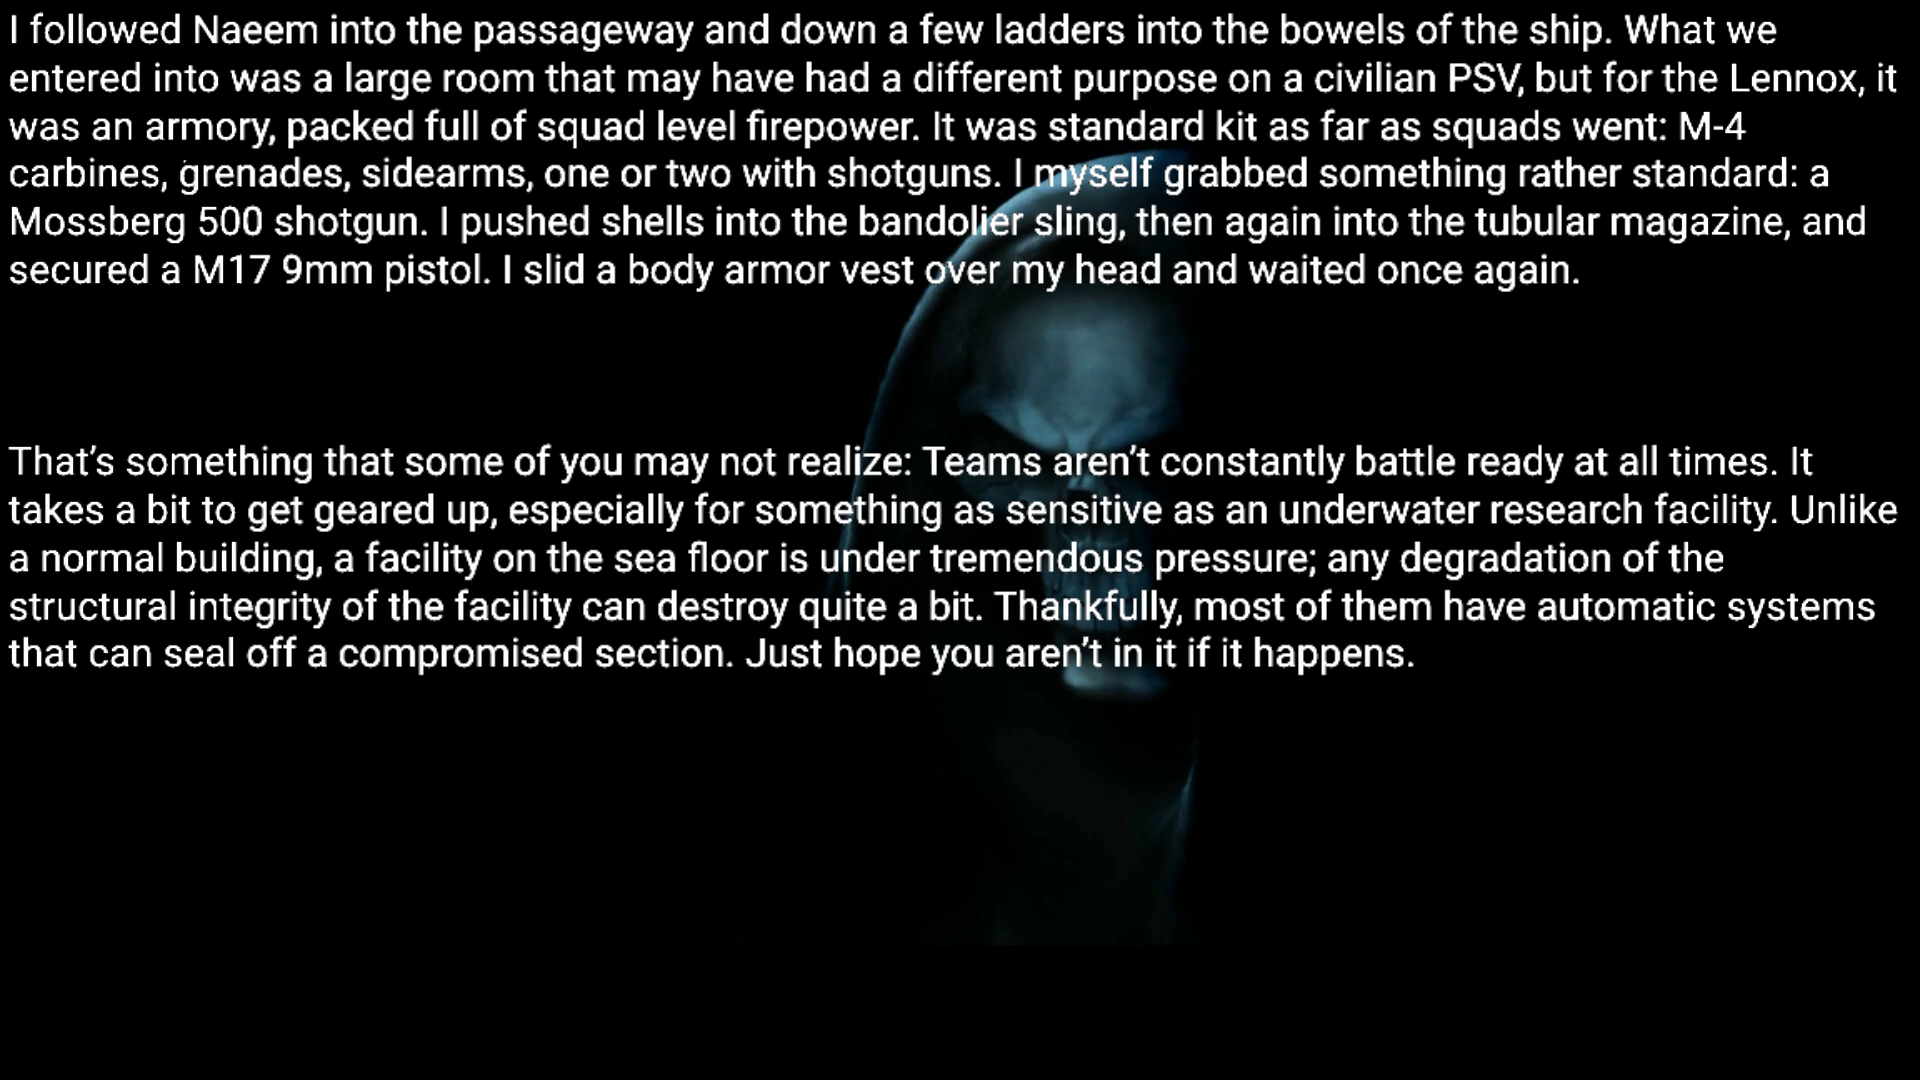 I followed Naeem into the passageway and down a few ladders into the bowels of the ship. What we
entered into was a large room that may have had a different purpose on a civilian PSV, but for the Lennox, it
was an armory, packed full of squad level firepower. It was standard kit as far as squads went: M-4
carbines, grenades, sidearms, one or two with shotguns. I myself grabbed something rather standard: a
Mossberg 500 shotgun. I pushed shells into the bandolier sling, then again into the tubular magazine, and
secured a M17 9mm pistol. I slid a body armor vest over my head and waited once again.
That’s something that some of you may not realize: Teams aren’t constantly battle ready at all times. It
takes a bit to get geared up, especially for something as sensitive as an underwater research facility. Unlike
a normal building, a facility on the sea floor is under tremendous pressure; any degradation of the
structural integrity of the facility can destroy quite a bit. Thankfully, most of them have automatic systems
that can seal off a compromised section. Just hope you aren’t in it if it happens.